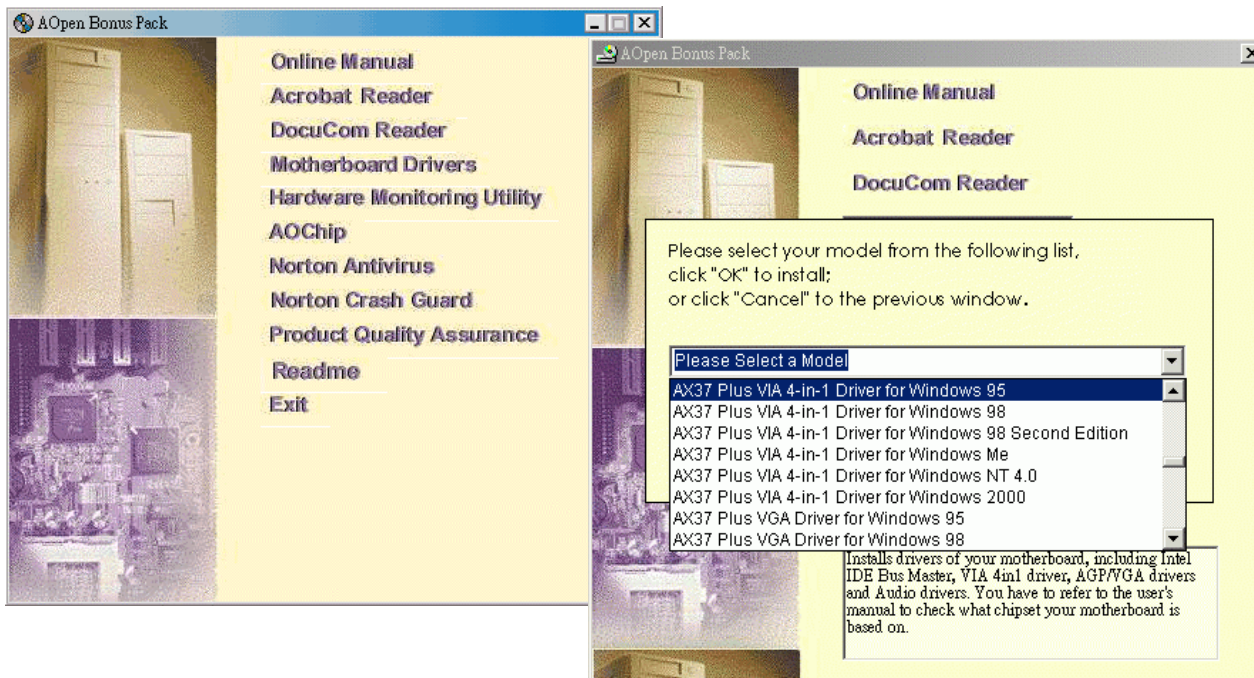 AOpen Bonus Pack
Online Manual
Acrobat Reader
DocuCom Reader
Motherboard Drivers
Hardware Monitoring Utility
AOChip
Norton Antivirus
Norton Crash Guard
Product Quality Assurance
Readme
Exit
AOpen Bonus Pack
Online Manual
Acrobat Reader
DocuCom Reader
Please select your model from the following list,
click "OK" to install;
or click "Cancel" to the previous window.
Please Select a Model
AX37 Plus VIA 4-in-1 Driver for Windows 95
AX37 Plus VIA 4-in-1 Driver for Windows 98
AX37 Plus VIA 4-in-1 Driver for Windows 98 Second Edition
AX37 Plus VIA 4-in-1 Driver for Windows Me
AX37 Plus VIA 4-in-1 Driver for Windows NT 4.0
AX37 Plus VIA 4-in-1 Driver for Windows 2000
AX37 Plus VGA Driver for Windows 95
AX37 Plus VGA Driver for Windows 98
Installs drivers of your motherboard, including Intel
IDE Bus Master, VIA 4in1 driver, AGP/VGA drivers
and Audio drivers. You have to refer to the user's
manual to check what chipset your motherboard is
based on.